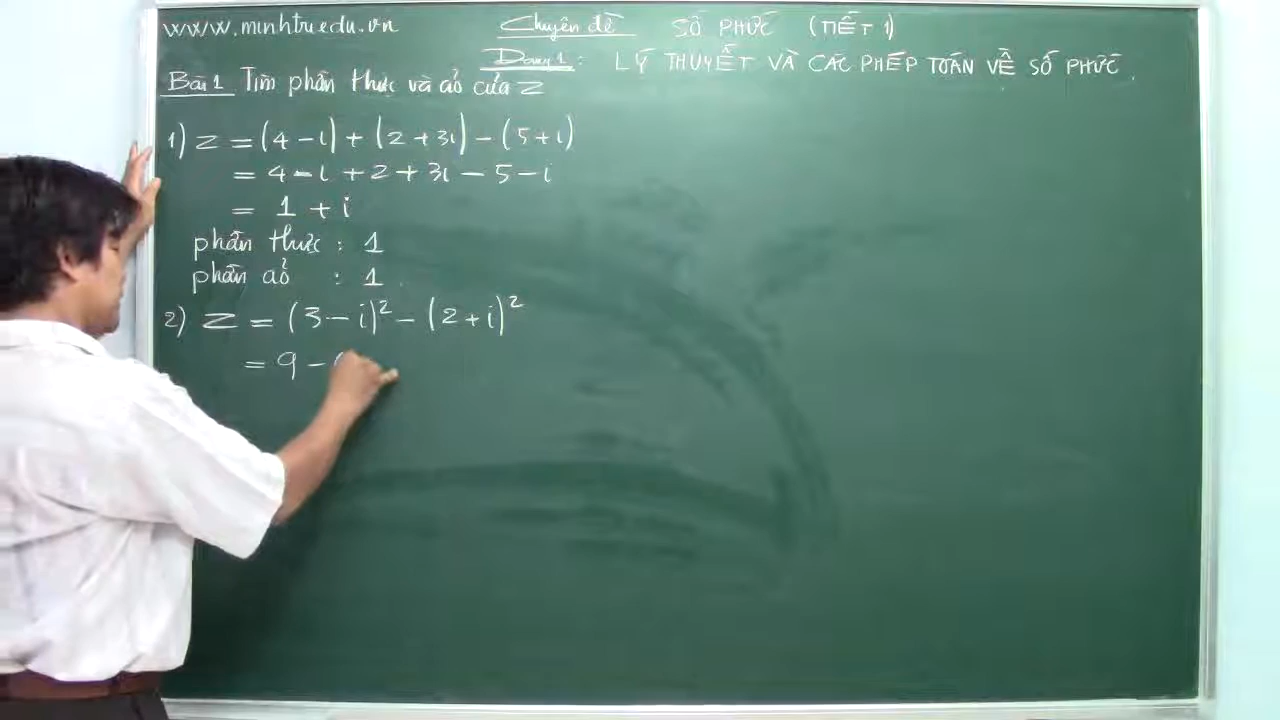 www.minhtriedu.vn
Chuyên đề SỐ PHỨC (TIẾT 1)
Dạng 1: LÝ THUYẾT VÀ CÁC PHÉP TOÁN VỀ SỐ PHỨC.
Bài 1 Tìm phần thực và ảo của z
1) z = (4 - i) + (2 + 3i) - (5 + i)
= 4 - i + 2 + 3i - 5 - i
= 1 + i
phần thực : 1
phần ảo : 1.
2) z = (3 - i)² - (2 + i)²
= 9 -